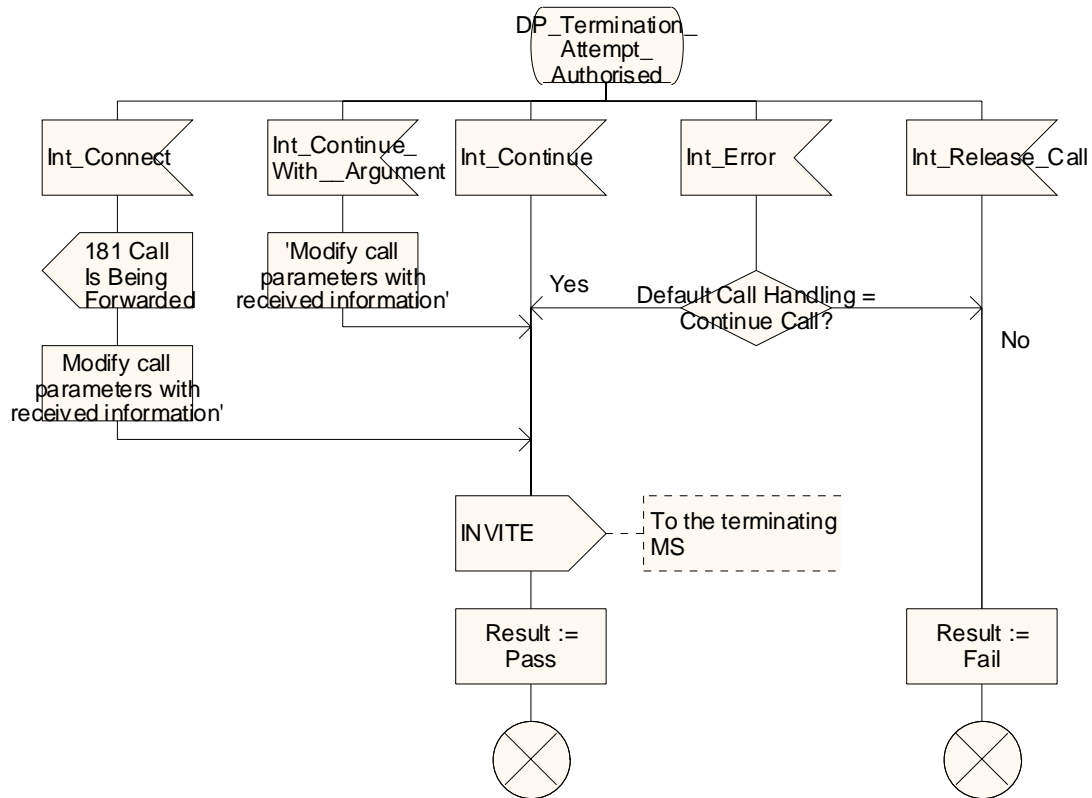 DP_Termination_
Attempt_
Authorised
Int_Connect
Int_Continue_
With__Argument
Int_Continue
Int_Error
Int_Release_Call
181 Call
Is Being
Forwarded
'Modify call
parameters with
received information'
Yes
Default Call Handling =
Continue Call?
No
Modify call
parameters with
received information'
INVITE
To the terminating
MS
Result :=
Pass
Result :=
Fail